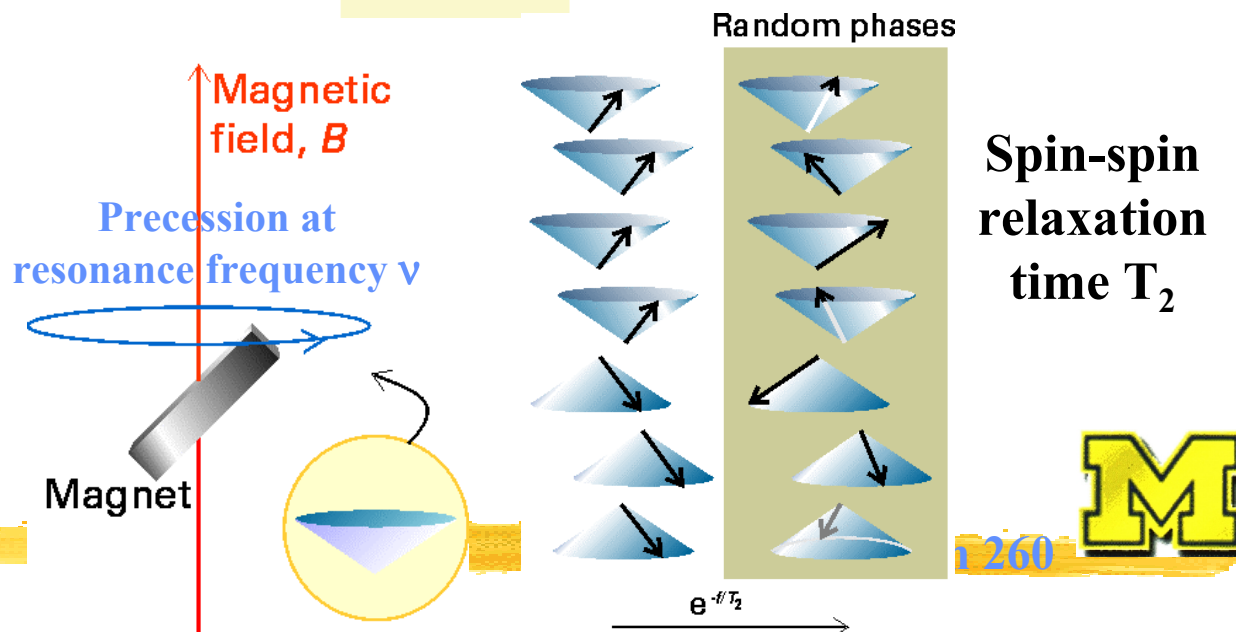 Random phases
Magnetic
field, B
Precession at
resonance frequency ν
Spin-spin
relaxation
time T₂
Magnet
M
260
e^-t/T₂